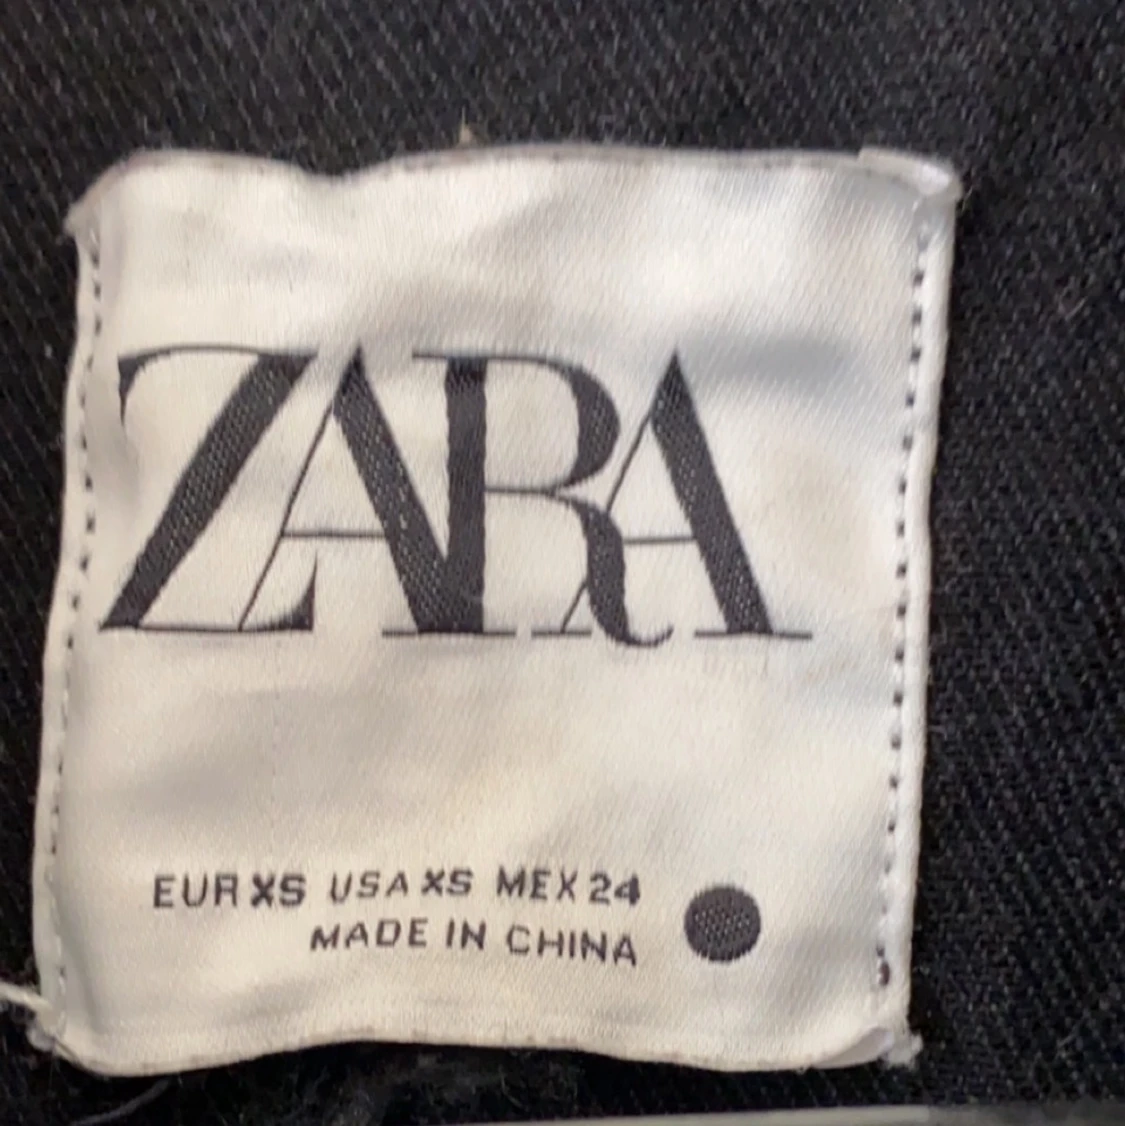 ZARA
EUR XS USA XS MEX 24
MADE IN CHINA